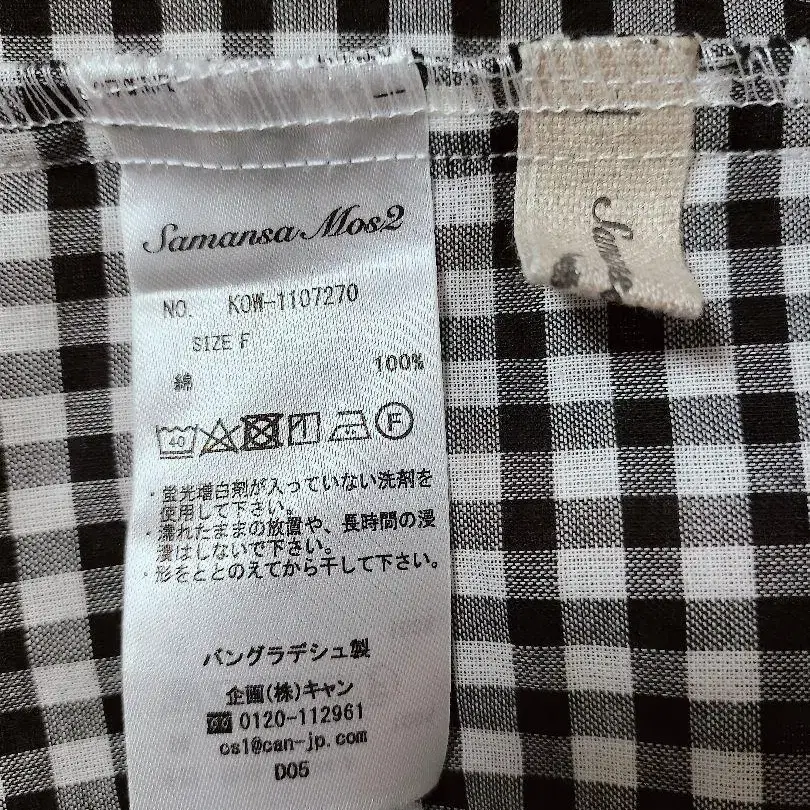 Samansa Mos2
NO. KOW-1107270
SIZE F
綿 100%
40
F
・蛍光増白剤が入っていない洗剤を
使用して下さい。
・濡れたままの放置や、長時間の浸
漬はしないで下さい。
・形をととのえてから干して下さい。
バングラデシュ製
企画(株)キャン
0120-112961
cs1@can-jp.com
D05